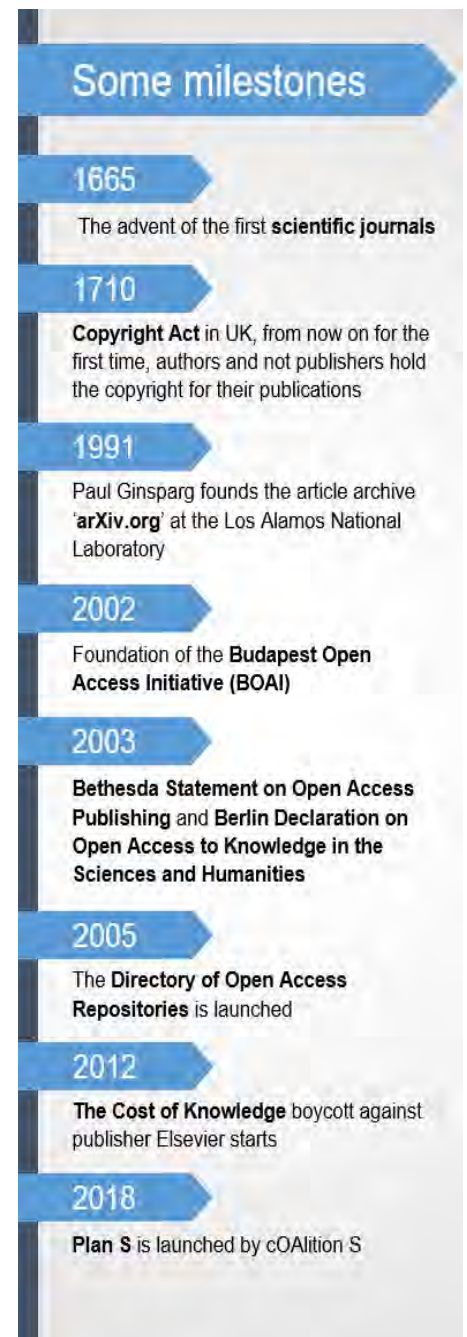 Some milestones
1665
The advent of the first scientific journals
1710
Copyright Act in UK, from now on for the
first time, authors and not publishers hold
the copyright for their publications
1991
Paul Ginsparg founds the article archive
‘arXiv.org’ at the Los Alamos National
Laboratory
2002
Foundation of the Budapest Open
Access Initiative (BOAI)
2003
Bethesda Statement on Open Access
Publishing and Berlin Declaration on
Open Access to Knowledge in the
Sciences and Humanities
2005
The Directory of Open Access
Repositories is launched
2012
The Cost of Knowledge boycott against
publisher Elsevier starts
2018
Plan S is launched by cOAlition S